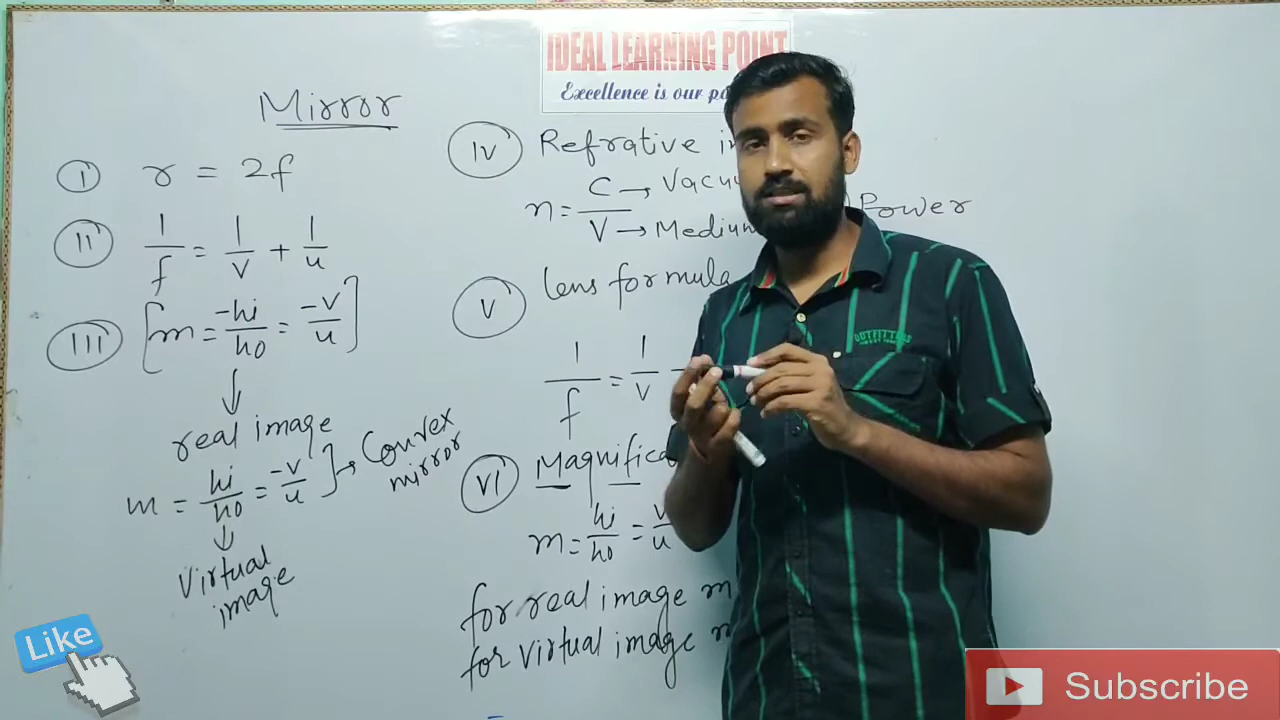 IDEAL LEARNING POINT
Excellence is our
Mirror
I r = 2f
II 1/f = 1/v + 1/u
III [m = -hi/ho = -v/u]
↓
real image
m = hi/ho = -v/u ] → Convex mirror
↓
Virtual
image
IV Refrative
n = C → Vacu
V → Medium
V lens formula
1/f = 1/v -
VI Magnific
m = hi/ho = v/u
for real image m
for virtual image m
Power
OUTFITTERS
Like
Subscribe